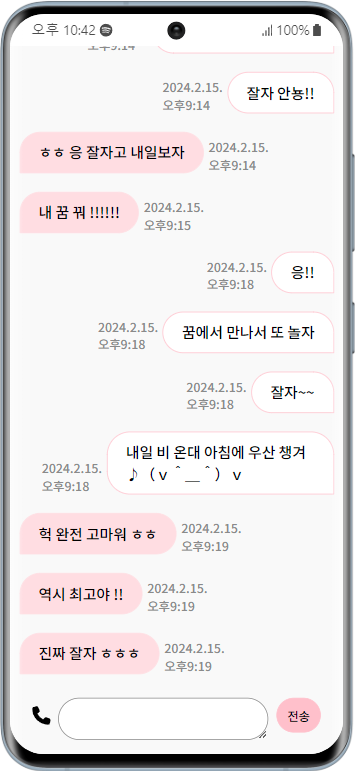 오후 10:42 100%
2024.2.15.
오후9:14
잘자 안뇽!!
ㅎㅎ 응 잘자고 내일보자
2024.2.15.
오후9:14
내 꿈 꿔 !!!!!!
2024.2.15.
오후9:15
2024.2.15.
오후9:18
응!!
2024.2.15.
오후9:18
꿈에서 만나서 또 놀자
2024.2.15.
오후9:18
잘자~~
2024.2.15.
오후9:18
내일 비 온대 아침에 우산 챙겨
♪（ｖ＾＿＾）ｖ
헉 완전 고마워 ㅎㅎ
2024.2.15.
오후9:19
역시 최고야 !!
2024.2.15.
오후9:19
진짜 잘자 ㅎㅎㅎ
2024.2.15.
오후9:19
전송